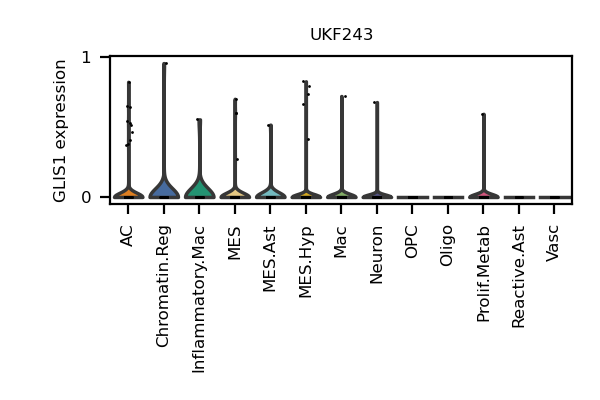 UKF243
GLIS1 expression
1
0
AC
Chromatin.Reg
Inflammatory.Mac
MES
MES.Ast
MES.Hyp
Mac
Neuron
OPC
Oligo
Prolif.Metab
Reactive.Ast
Vasc